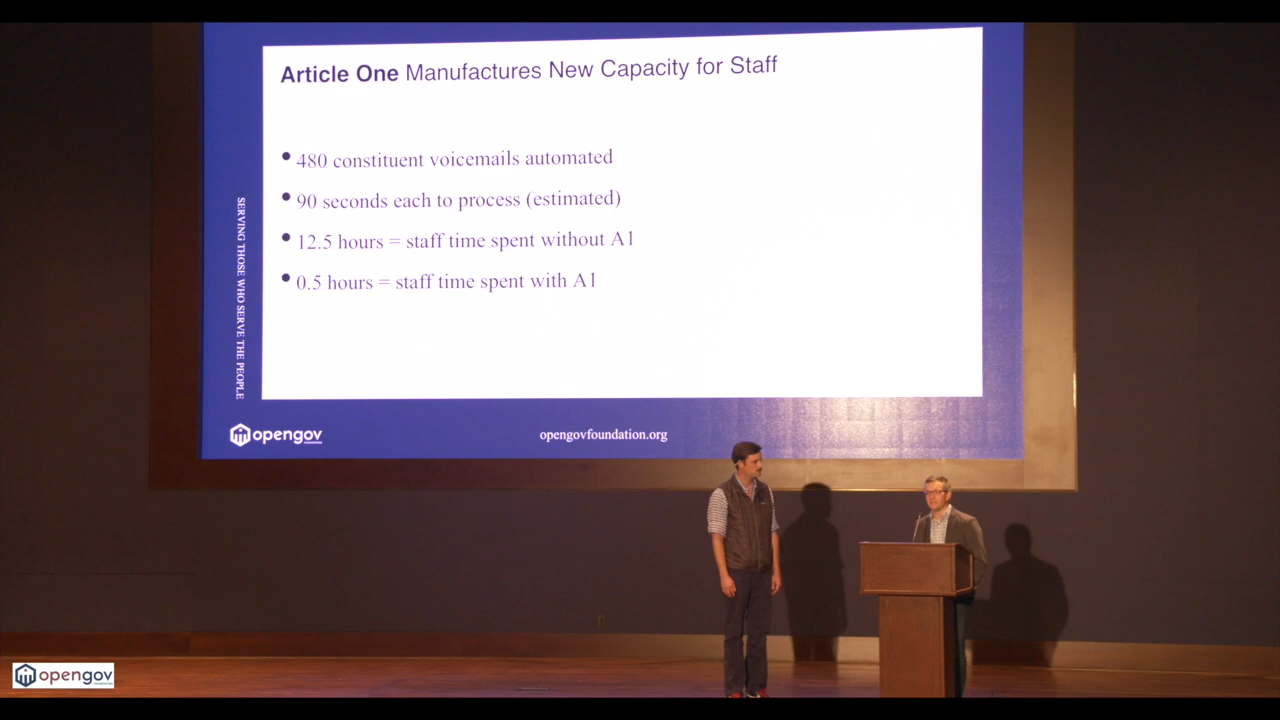 Article One Manufactures New Capacity for Staff
• 480 constituent voicemails automated
• 90 seconds each to process (estimated)
• 12.5 hours = staff time spent without A1
• 0.5 hours = staff time spent with A1
SERVING THOSE WHO SERVE THE PEOPLE
opengov
opengovfoundation.org
opengov